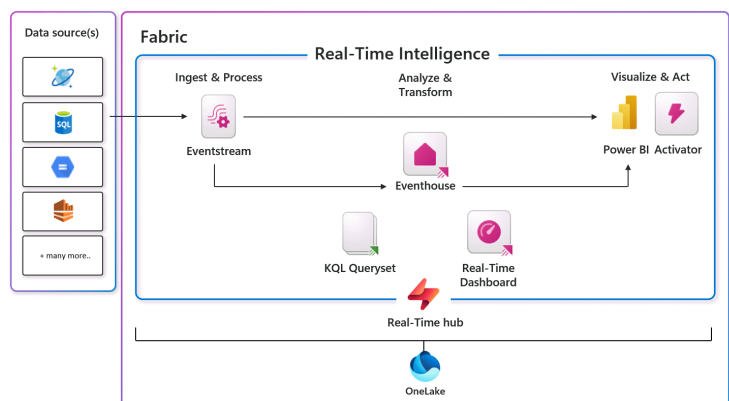 Data source(s)
SQL
+ many more..
Fabric
Real-Time Intelligence
Ingest & Process
Analyze &
Transform
Visualize & Act
Eventstream
Power BI
Activator
Eventhouse
KQL Queryset
Real-Time
Dashboard
Real-Time hub
OneLake